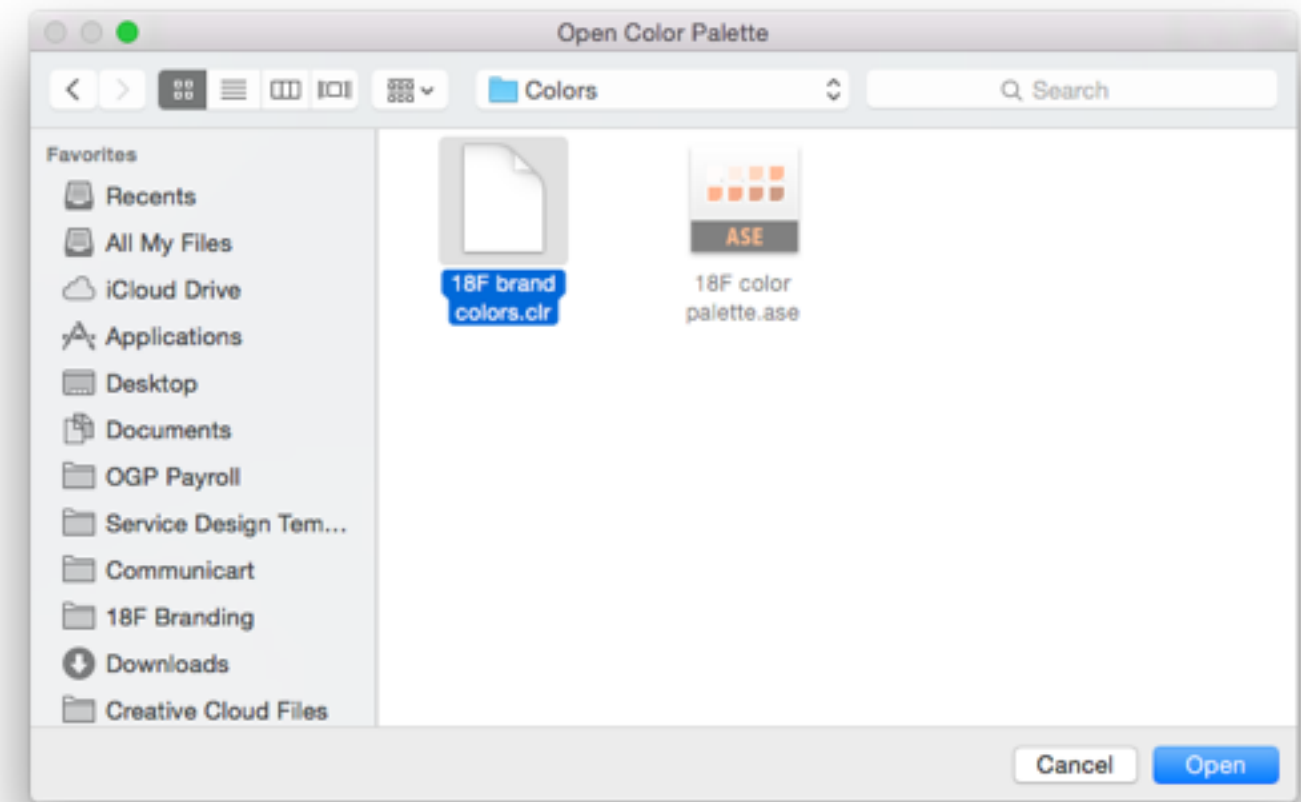 Open Color Palette
Colors
Search
Favorites
Recents
All My Files
iCloud Drive
Applications
Desktop
Documents
OGP Payroll
Service Design Tem...
Communicart
18F Branding
Downloads
Creative Cloud Files
18F brand
colors.clr
ASE
18F color
palette.ase
Cancel
Open